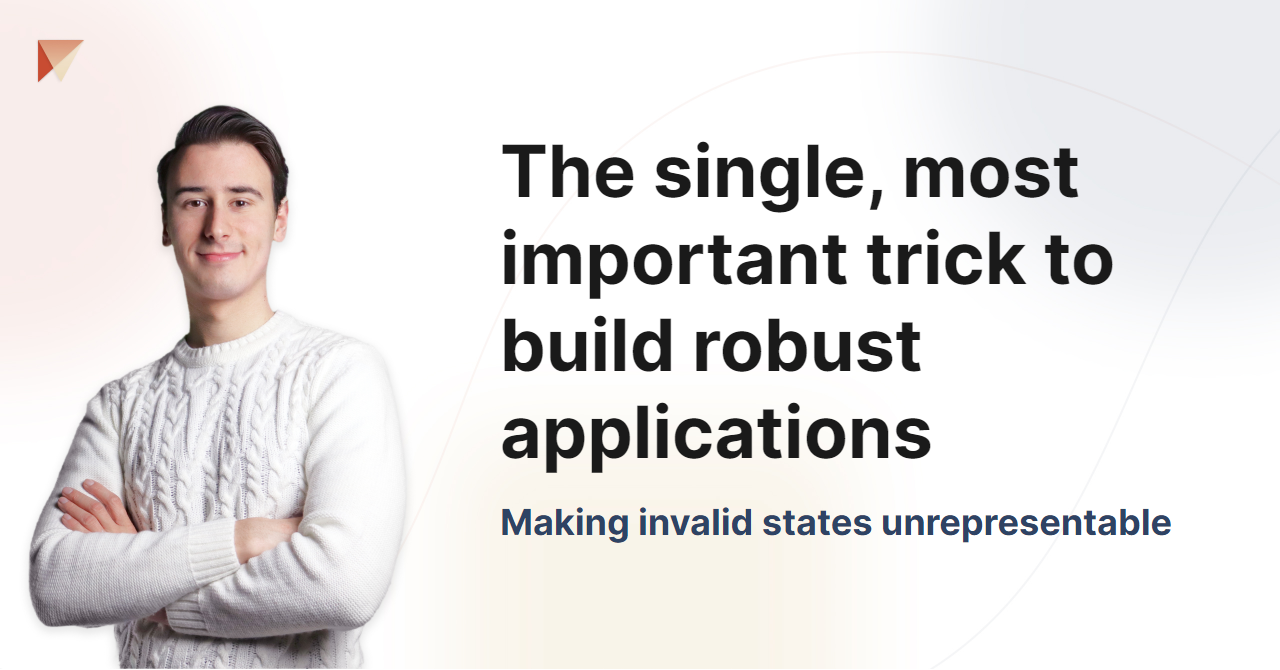 The single, most
important trick to
build robust
applications
Making invalid states unrepresentable